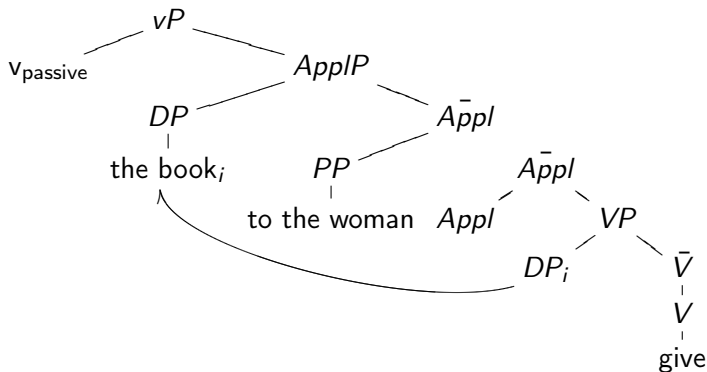 vP
v_passive ApplP
DP Appl̄
the book_i PP Appl̄
to the woman Appl VP
DP_i V̄
V
give